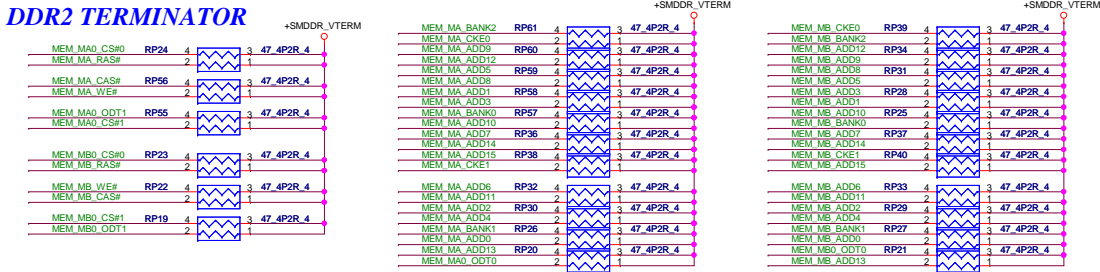 DDR2 TERMINATOR
+SMDDR_VTERM
MEM_MA0_CS#0 RP24 4 3 47_4P2R_4
MEM_MA_RAS# 2 1
MEM_MA_CAS# RP56 4 3 47_4P2R_4
MEM_MA_WE# 2 1
MEM_MA0_ODT1 RP55 4 3 47_4P2R_4
MEM_MA0_CS#1 2 1
MEM_MB0_CS#0 RP23 4 3 47_4P2R_4
MEM_MB_RAS# 2 1
MEM_MB_WE# RP22 4 3 47_4P2R_4
MEM_MB_CAS# 2 1
MEM_MB0_CS#1 RP19 4 3 47_4P2R_4
MEM_MB0_ODT1 2 1
+SMDDR_VTERM
MEM_MA_BANK2 RP61 4 3 47_4P2R_4
MEM_MA_CKE0 2 1
MEM_MA_ADD9 RP60 4 3 47_4P2R_4
MEM_MA_ADD12 2 1
MEM_MA_ADD5 RP59 4 3 47_4P2R_4
MEM_MA_ADD8 2 1
MEM_MA_ADD1 RP58 4 3 47_4P2R_4
MEM_MA_ADD3 2 1
MEM_MA_BANK0 RP57 4 3 47_4P2R_4
MEM_MA_ADD10 2 1
MEM_MA_ADD7 RP36 4 3 47_4P2R_4
MEM_MA_ADD14 2 1
MEM_MA_ADD15 RP38 4 3 47_4P2R_4
MEM_MA_CKE1 2 1
MEM_MA_ADD6 RP32 4 3 47_4P2R_4
MEM_MA_ADD11 2 1
MEM_MA_ADD2 RP30 4 3 47_4P2R_4
MEM_MA_ADD4 2 1
MEM_MA_BANK1 RP26 4 3 47_4P2R_4
MEM_MA_ADD0 2 1
MEM_MA_ADD13 RP20 4 3 47_4P2R_4
MEM_MA0_ODT0 2 1
+SMDDR_VTERM
MEM_MB_CKE0 RP39 4 3 47_4P2R_4
MEM_MB_BANK2 2 1
MEM_MB_ADD12 RP34 4 3 47_4P2R_4
MEM_MB_ADD9 2 1
MEM_MB_ADD8 RP31 4 3 47_4P2R_4
MEM_MB_ADD5 2 1
MEM_MB_ADD3 RP28 4 3 47_4P2R_4
MEM_MB_ADD1 2 1
MEM_MB_ADD10 RP25 4 3 47_4P2R_4
MEM_MB_BANK0 2 1
MEM_MB_ADD7 RP37 4 3 47_4P2R_4
MEM_MB_ADD14 2 1
MEM_MB_CKE1 RP40 4 3 47_4P2R_4
MEM_MB_ADD15 2 1
MEM_MB_ADD6 RP33 4 3 47_4P2R_4
MEM_MB_ADD11 2 1
MEM_MB_ADD2 RP29 4 3 47_4P2R_4
MEM_MB_ADD4 2 1
MEM_MB_BANK1 RP27 4 3 47_4P2R_4
MEM_MB_ADD0 2 1
MEM_MB0_ODT0 RP21 4 3 47_4P2R_4
MEM_MB_ADD13 2 1